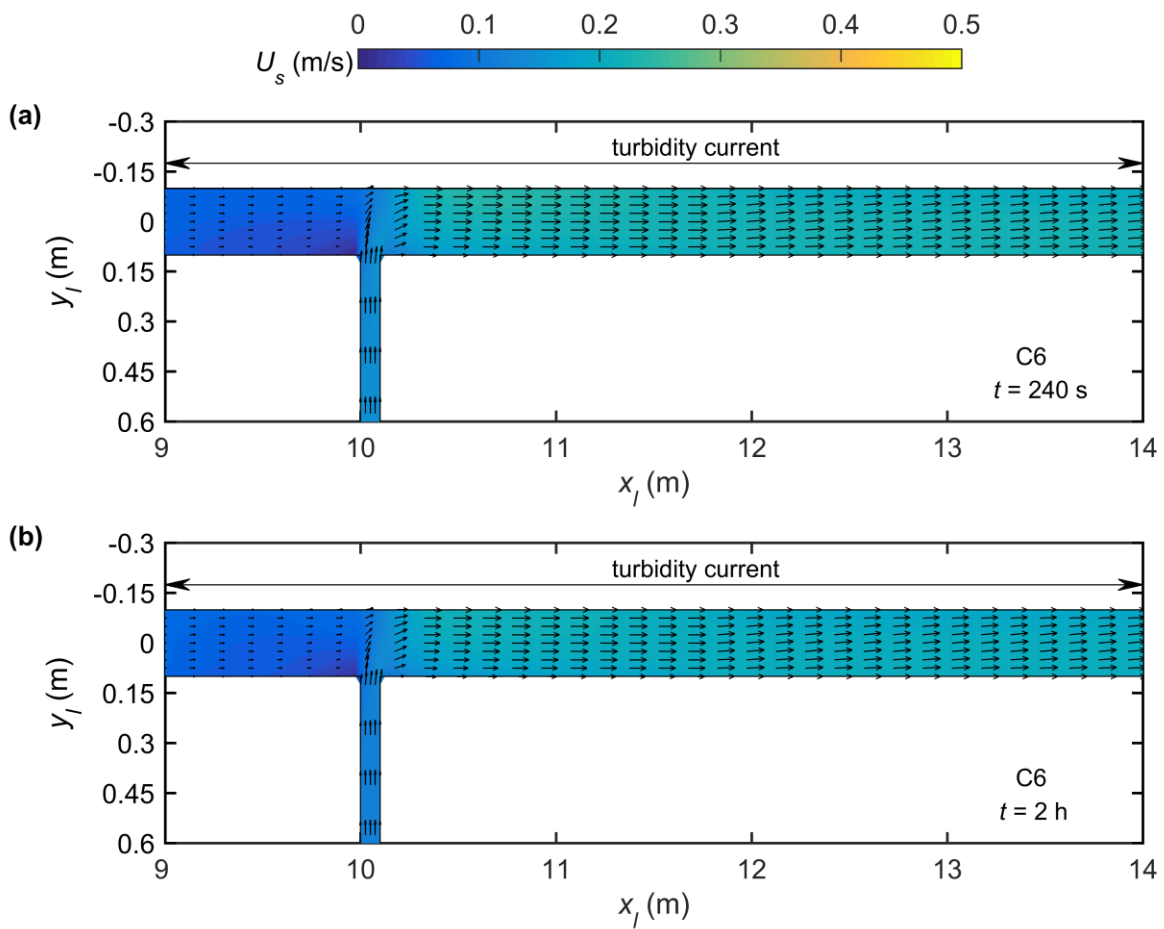 0 0.1 0.2 0.3 0.4 0.5
U_s (m/s)
(a)
-0.3
turbidity current
-0.15
0
0.15
0.3
0.45
0.6
y_l (m)
C6
t = 240 s
9 10 11 12 13 14
x_l (m)
(b)
-0.3
turbidity current
-0.15
0
0.15
0.3
0.45
0.6
y_l (m)
C6
t = 2 h
9 10 11 12 13 14
x_l (m)